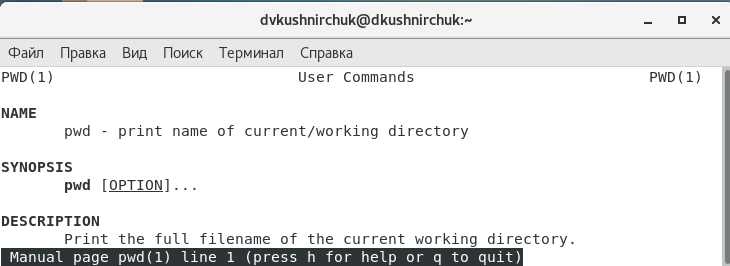 dvkushnirchuk@dkushnirchuk:~
Файл Правка Вид Поиск Терминал Справка
PWD(1) User Commands PWD(1)
NAME
pwd - print name of current/working directory
SYNOPSIS
pwd [OPTION]...
DESCRIPTION
Print the full filename of the current working directory.
Manual page pwd(1) line 1 (press h for help or q to quit)